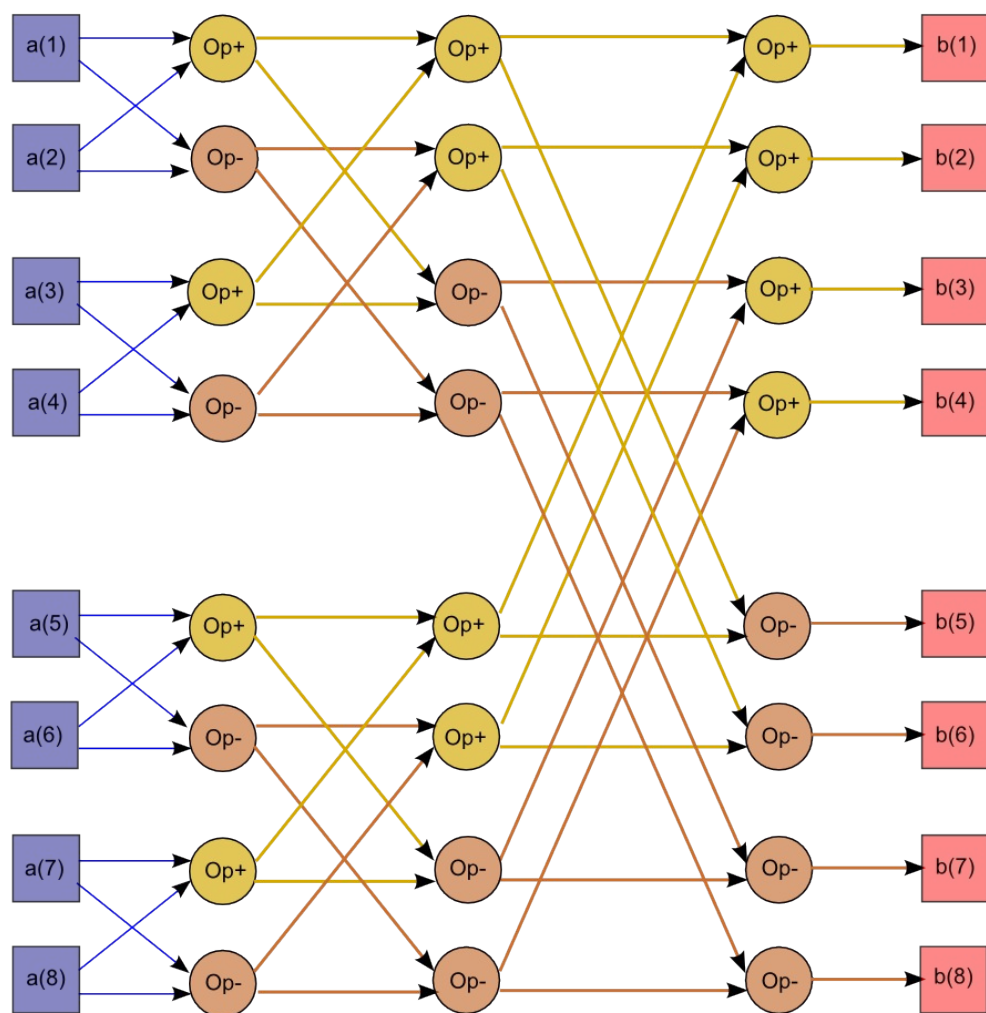 a(1) Op+ Op+ Op+ b(1)
a(2) Op- Op+ Op+ b(2)
a(3) Op+ Op- Op+ b(3)
a(4) Op- Op- Op+ b(4)
a(5) Op+ Op+ Op- b(5)
a(6) Op- Op+ Op- b(6)
a(7) Op+ Op- Op- b(7)
a(8) Op- Op- Op- b(8)